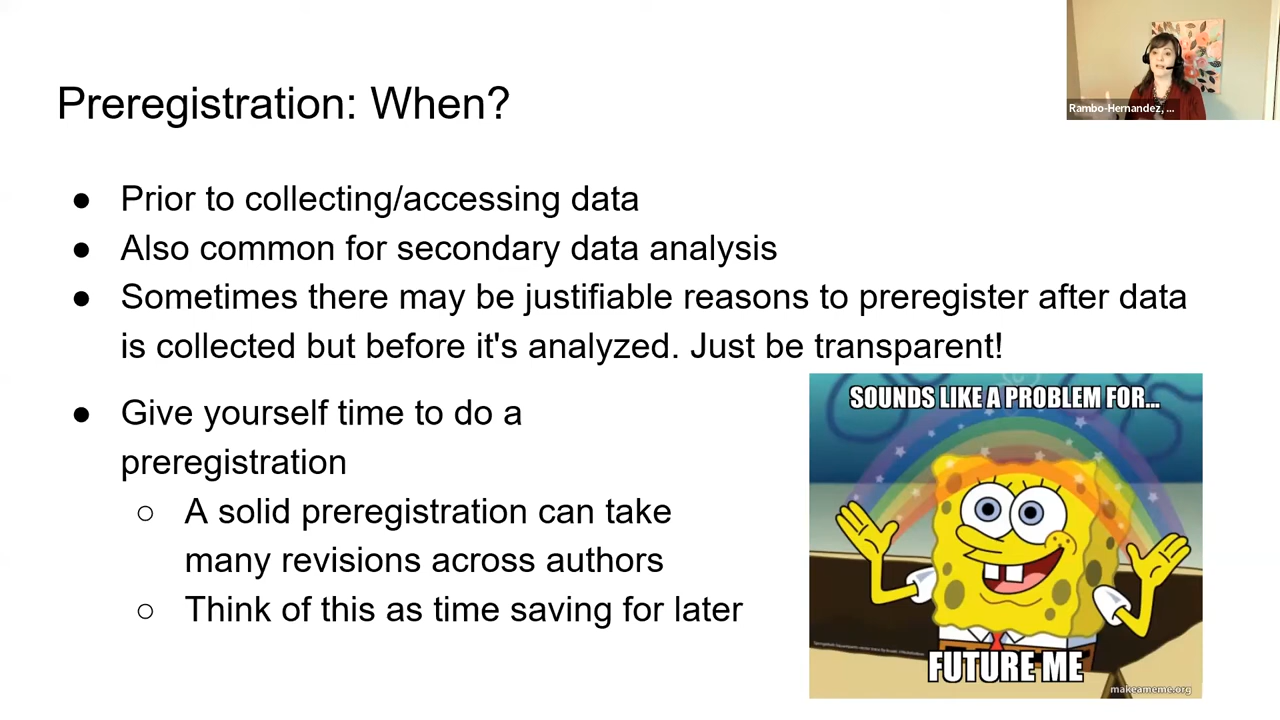 Rambo-Hernandez, ...
Preregistration: When?
● Prior to collecting/accessing data
● Also common for secondary data analysis
● Sometimes there may be justifiable reasons to preregister after data
is collected but before it's analyzed. Just be transparent!
● Give yourself time to do a
preregistration
○ A solid preregistration can take
many revisions across authors
○ Think of this as time saving for later
SOUNDS LIKE A PROBLEM FOR...
FUTURE ME
makeameme.org